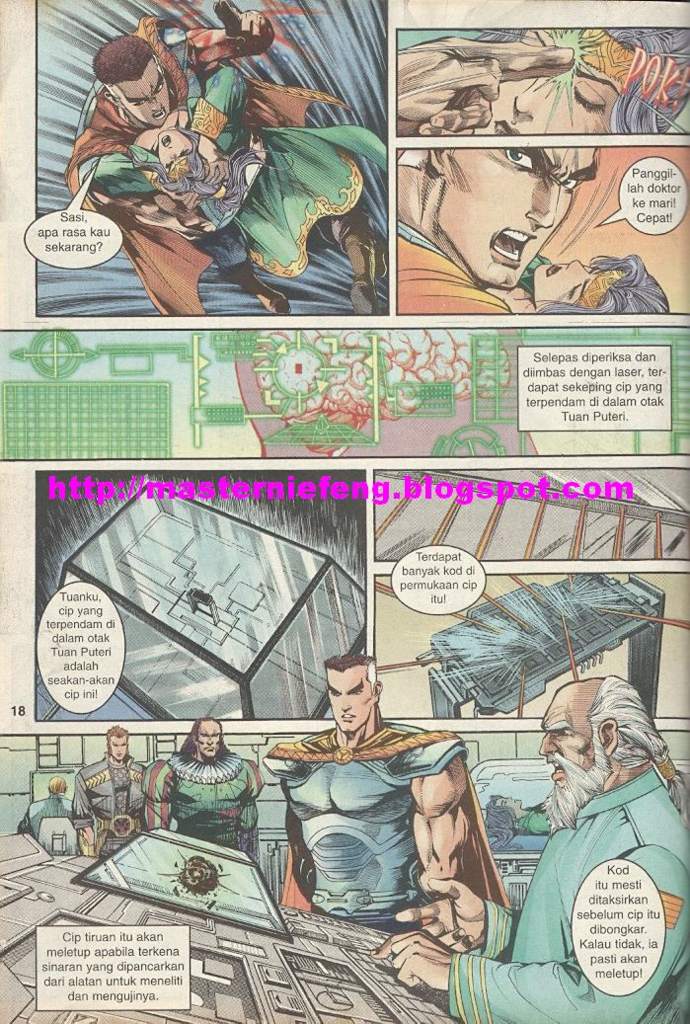 Sasi,
apa rasa kau
sekarang?
POK!
Panggil-
lah doktor
ke mari!
Cepat!
Selepas diperiksa dan
diimbas dengan laser, ter-
dapat sekeping cip yang
terpendam di dalam otak
Tuan Puteri.
http://masterniefeng.blogspot.com
Tuanku,
cip yang
terpendam di
dalam otak
Tuan Puteri
adalah
seakan-akan
cip ini!
Terdapat
banyak kod di
permukaan cip
itu!
18
Cip tiruan itu akan
meletup apabila terkena
sinaran yang dipancarkan
dari alatan untuk meneliti
dan mengujinya.
Kod
itu mesti
ditaksirkan
sebelum cip itu
dibongkar.
Kalau tidak, ia
pasti akan
meletup!